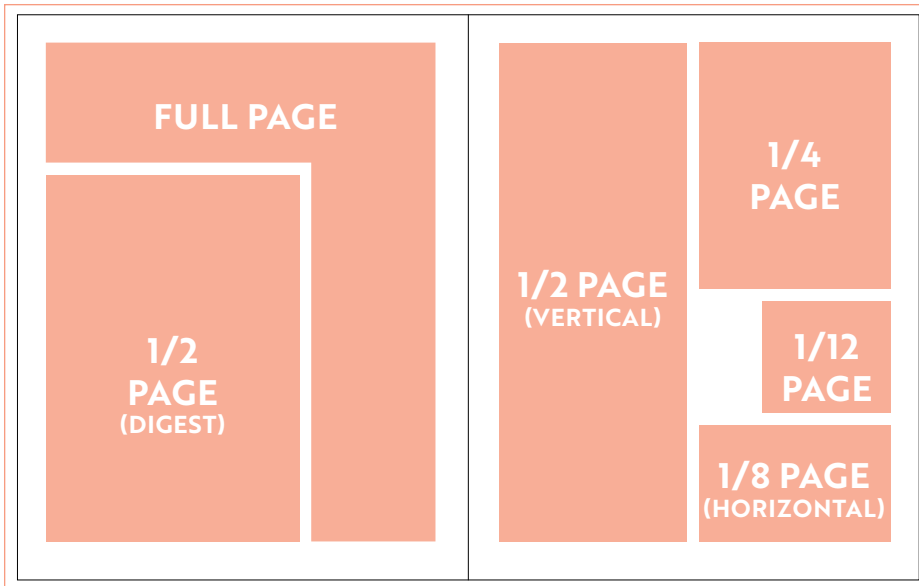 FULL PAGE
1/2
PAGE
(DIGEST)
1/2 PAGE
(VERTICAL)
1/4
PAGE
1/12
PAGE
1/8 PAGE
(HORIZONTAL)